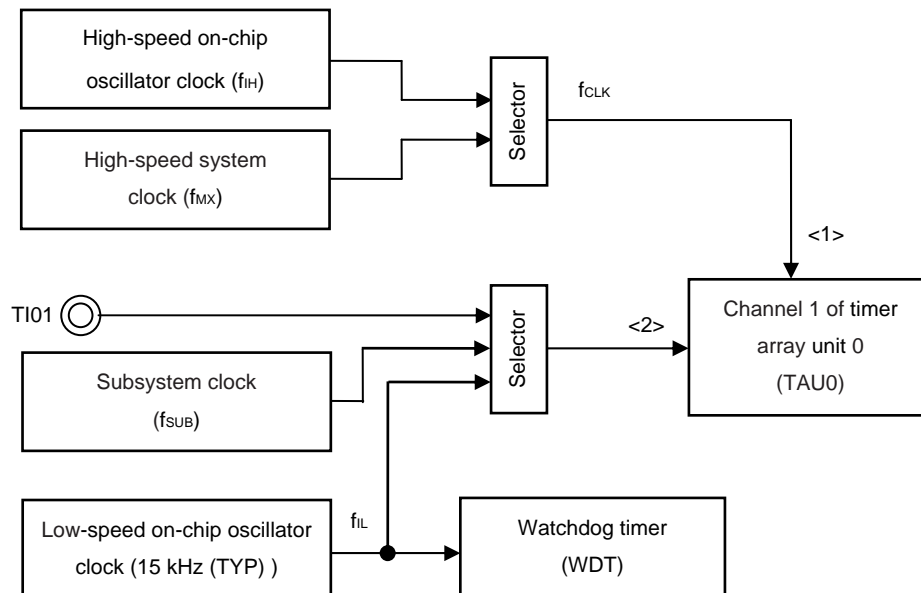 High-speed on-chip
oscillator clock (fIH)
Selector
fCLK
High-speed system
clock (fMX)
<1>
TI01
Selector
<2>
Channel 1 of timer
array unit 0
(TAU0)
Subsystem clock
(fSUB)
Low-speed on-chip oscillator
clock (15 kHz (TYP) )
fIL
Watchdog timer
(WDT)